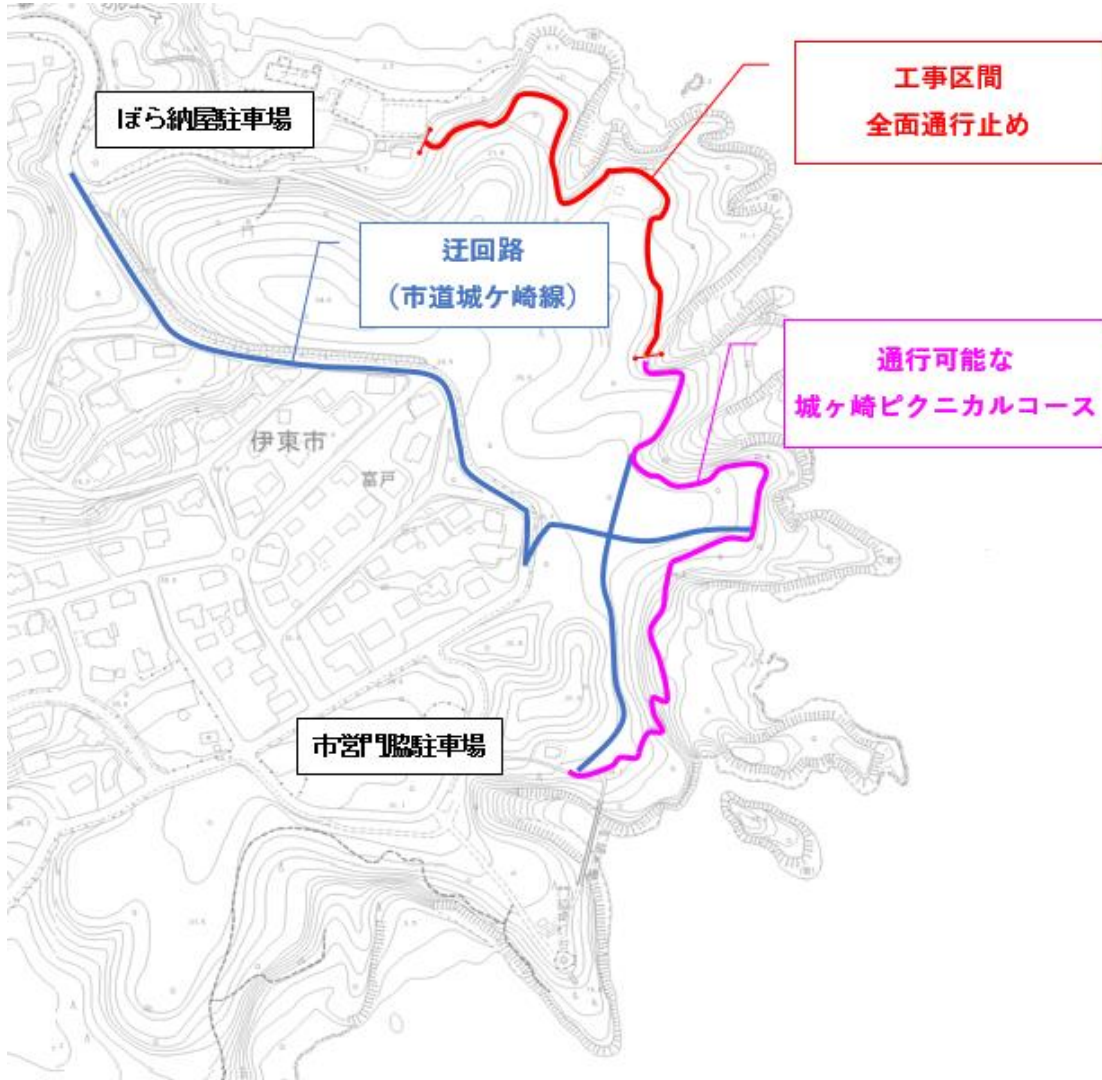 ぼら納屋駐車場
工事区間
全面通行止め
迂回路
（市道城ケ崎線）
通行可能な
城ヶ崎ピクニカルコース
伊東市
富戸
市営門脇駐車場